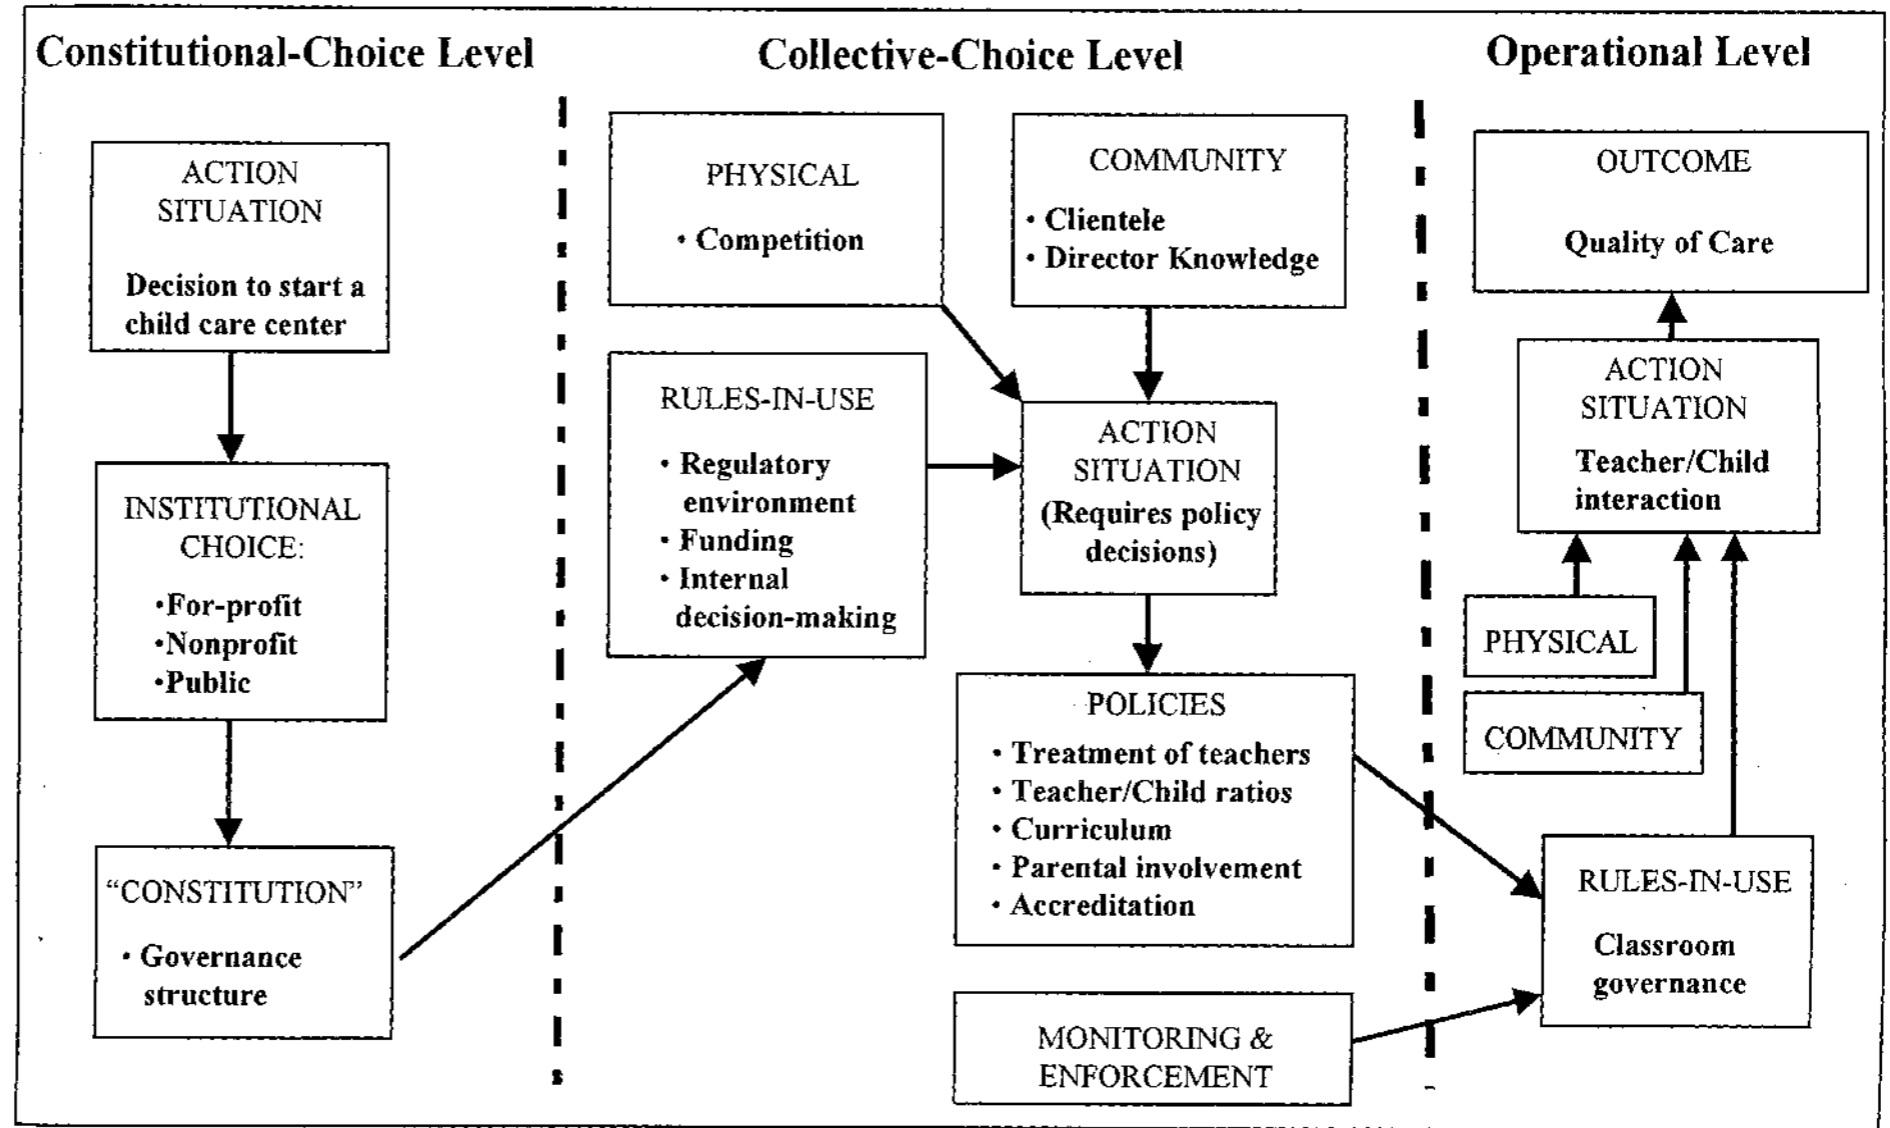 Constitutional-Choice Level
ACTION
SITUATION
Decision to start a
child care center
INSTITUTIONAL
CHOICE:
•For-profit
•Nonprofit
•Public
“CONSTITUTION”
• Governance
structure
Collective-Choice Level
PHYSICAL
• Competition
COMMUNITY
• Clientele
• Director Knowledge
RULES-IN-USE
• Regulatory
environment
• Funding
• Internal
decision-making
ACTION
SITUATION
(Requires policy
decisions)
POLICIES
• Treatment of teachers
• Teacher/Child ratios
• Curriculum
• Parental involvement
• Accreditation
MONITORING &
ENFORCEMENT
Operational Level
OUTCOME
Quality of Care
ACTION
SITUATION
Teacher/Child
interaction
PHYSICAL
COMMUNITY
RULES-IN-USE
Classroom
governance